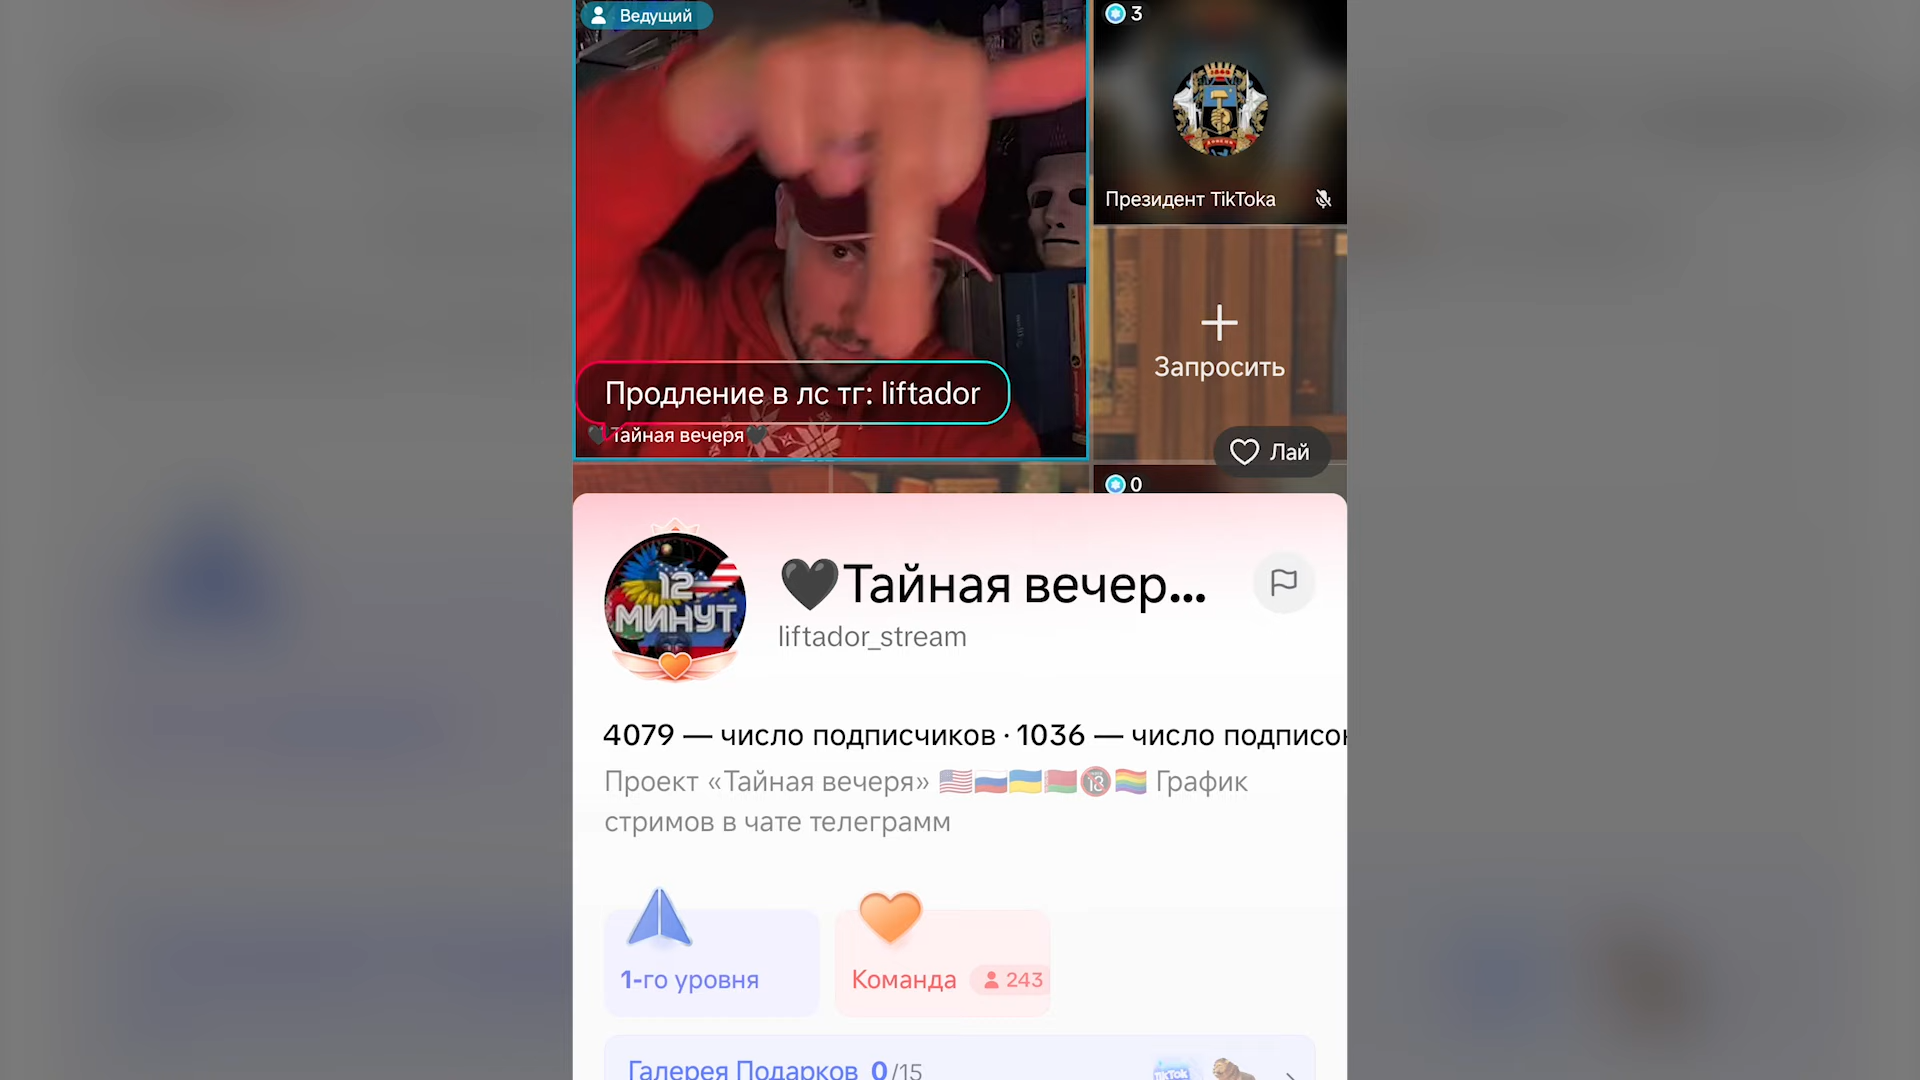 Ведущий
3
Президент TikToka
Запросить
Продление в лс тг: liftador
🖤Тайная вечеря🖤
Лай
0
12
МИНУТ
🖤Тайная вечер...
liftador_stream
4079 — число подписчиков · 1036 — число подписок
Проект «Тайная вечеря» 🇺🇸🇷🇺🇺🇦🇧🇾🔞🏳️‍🌈 График
стримов в чате телеграмм
1-го уровня
Команда 243
Галерея Подарков 0/15
TikTok